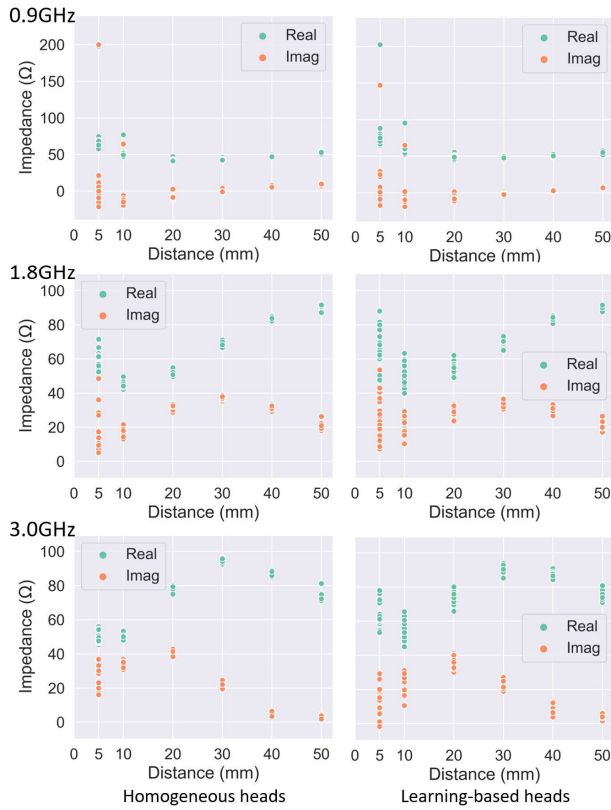 0.9GHz
Impedance (Ω)
200
150
100
50
0
Real
Imag
0 5 10 20 30 40 50
Distance (mm)
Real
Imag
0 5 10 20 30 40 50
Distance (mm)
1.8GHz
Impedance (Ω)
100
80
60
40
20
0
Real
Imag
0 5 10 20 30 40 50
Distance (mm)
Real
Imag
0 5 10 20 30 40 50
Distance (mm)
3.0GHz
Impedance (Ω)
100
80
60
40
20
0
Real
Imag
0 5 10 20 30 40 50
Distance (mm)
Real
Imag
0 5 10 20 30 40 50
Distance (mm)
Homogeneous heads
Learning-based heads